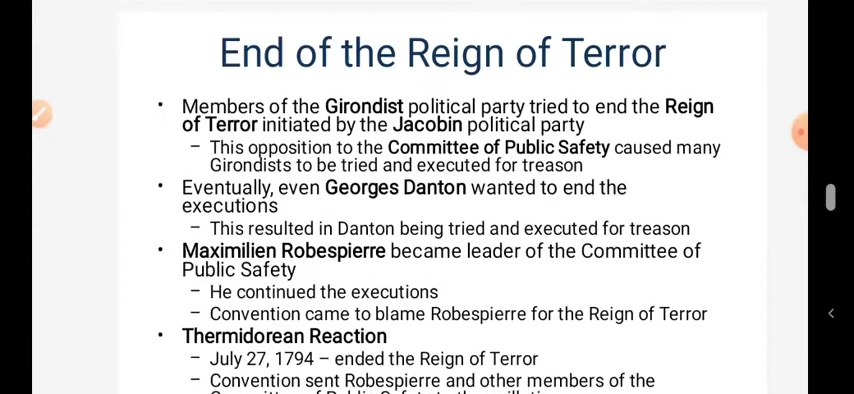 End of the Reign of Terror
• Members of the Girondist political party tried to end the Reign
of Terror initiated by the Jacobin political party
– This opposition to the Committee of Public Safety caused many
Girondists to be tried and executed for treason
• Eventually, even Georges Danton wanted to end the
executions
– This resulted in Danton being tried and executed for treason
• Maximilien Robespierre became leader of the Committee of
Public Safety
– He continued the executions
– Convention came to blame Robespierre for the Reign of Terror
• Thermidorean Reaction
– July 27, 1794 – ended the Reign of Terror
– Convention sent Robespierre and other members of the